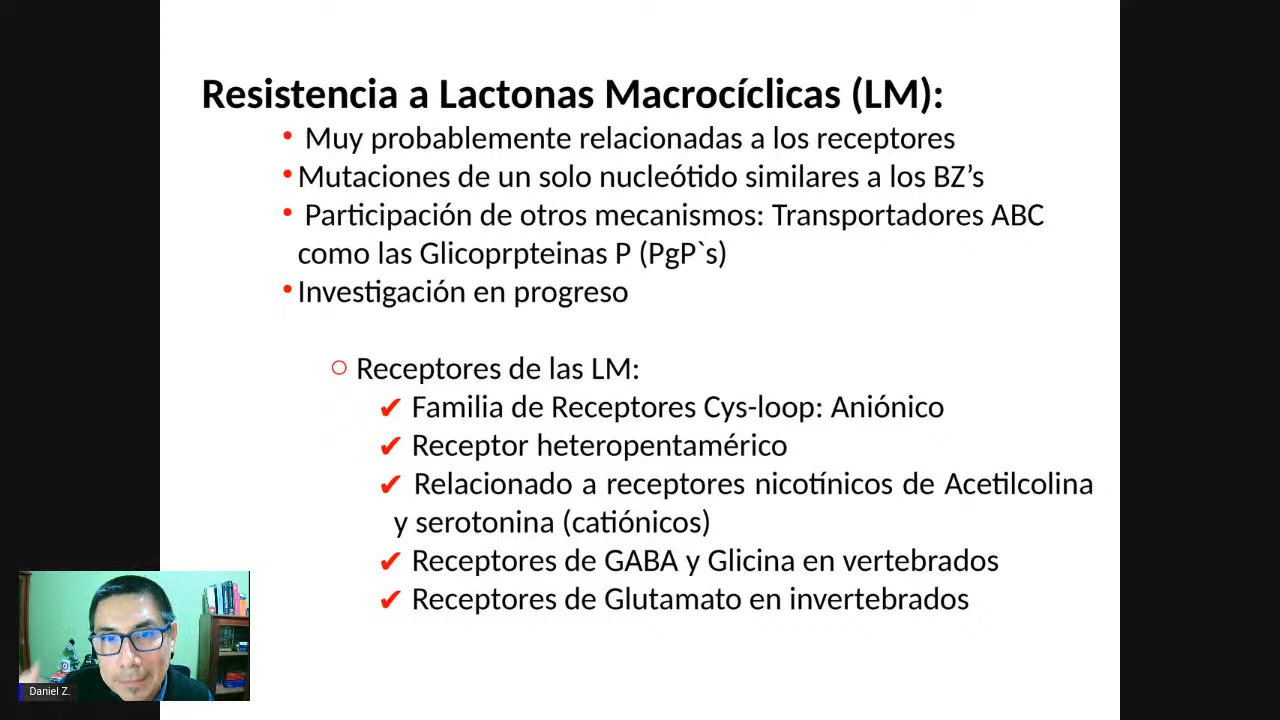 Resistencia a Lactonas Macrocíclicas (LM):
• Muy probablemente relacionadas a los receptores
• Mutaciones de un solo nucleótido similares a los BZ’s
• Participación de otros mecanismos: Transportadores ABC
como las Glicoprpteinas P (PgP`s)
• Investigación en progreso
○ Receptores de las LM:
✔ Familia de Receptores Cys-loop: Aniónico
✔ Receptor heteropentamérico
✔ Relacionado a receptores nicotínicos de Acetilcolina
y serotonina (catiónicos)
✔ Receptores de GABA y Glicina en vertebrados
✔ Receptores de Glutamato en invertebrados
Daniel Z.